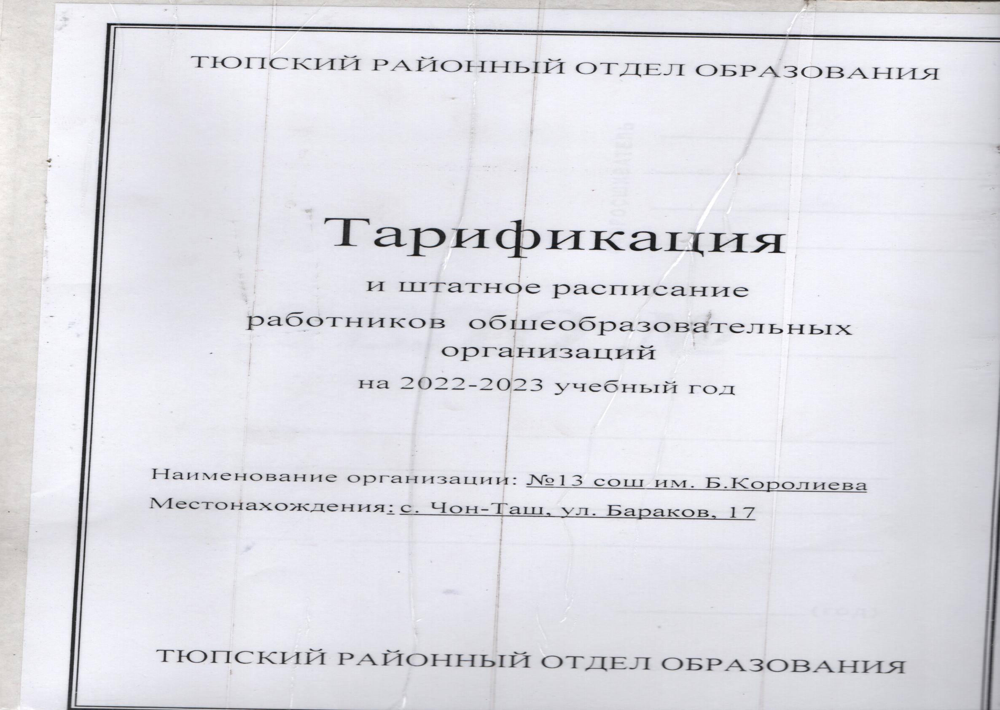 ТЮПСКИЙ РАЙОННЫЙ ОТДЕЛ ОБРАЗОВАНИЯ
Тарификация
и штатное расписание
работников обшеобразовательных
организаций
на 2022-2023 учебный год
Наименование организации: №13 сош им. Б.Королиева
Местонахождения: с. Чон-Таш, ул. Бараков, 17
ТЮПСКИЙ РАЙОННЫЙ ОТДЕЛ ОБРАЗОВАНИЯ